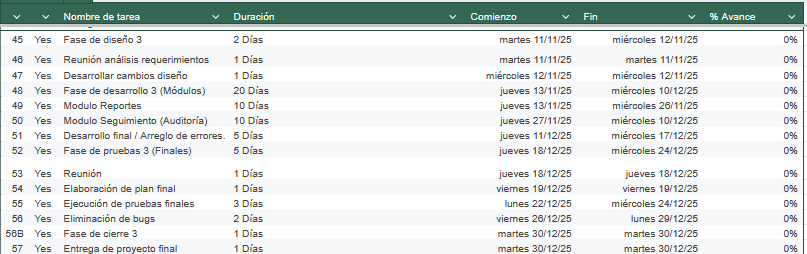 Nombre de tarea Duración Comienzo Fin % Avance
45 Yes Fase de diseño 3 2 Días martes 11/11/25 miércoles 12/11/25 0%
46 Yes Reunión análisis requerimientos 1 Días martes 11/11/25 martes 11/11/25 0%
47 Yes Desarrollar cambios diseño 1 Días miércoles 12/11/25 miércoles 12/11/25 0%
48 Yes Fase de desarrollo 3 (Módulos) 20 Días jueves 13/11/25 miércoles 10/12/25 0%
49 Yes Modulo Reportes 10 Días jueves 13/11/25 miércoles 26/11/25 0%
50 Yes Modulo Seguimiento (Auditoría) 10 Días jueves 27/11/25 miércoles 10/12/25 0%
51 Yes Desarrollo final / Arreglo de errores. 5 Días jueves 11/12/25 miércoles 17/12/25 0%
52 Yes Fase de pruebas 3 (Finales) 5 Días jueves 18/12/25 miércoles 24/12/25 0%
53 Yes Reunión 1 Días jueves 18/12/25 jueves 18/12/25 0%
54 Yes Elaboración de plan final 1 Días viernes 19/12/25 viernes 19/12/25 0%
55 Yes Ejecución de pruebas finales 3 Días lunes 22/12/25 miércoles 24/12/25 0%
56 Yes Eliminación de bugs 2 Días viernes 26/12/25 lunes 29/12/25 0%
56B Yes Fase de cierre 3 1 Días martes 30/12/25 martes 30/12/25 0%
57 Yes Entrega de proyecto final 1 Días martes 30/12/25 martes 30/12/25 0%